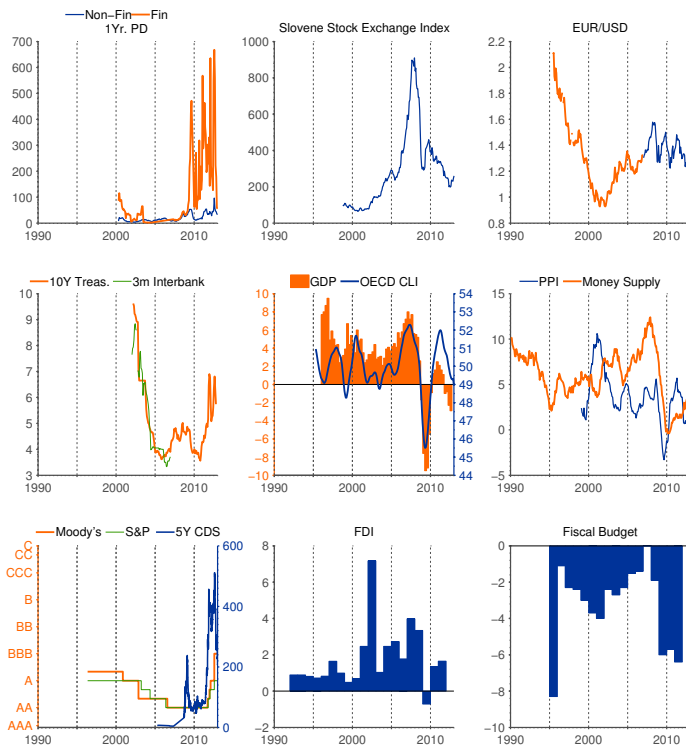 Non−Fin Fin
1Yr. PD
700
600
500
400
300
200
100
0
1990 2000 2010
Slovene Stock Exchange Index
1000
800
600
400
200
0
1990 2000 2010
EUR/USD
2.2
2
1.8
1.6
1.4
1.2
1
0.8
1990 2000 2010
10Y Treas. 3m Interbank
10
9
8
7
6
5
4
3
1990 2000 2010
GDP OECD CLI
10 54
8
6 52
4 51
2 50
0 49
−2 48
−4 47
−6 46
−8 45
−10 44
1990 2000 2010
PPI Money Supply
15
10
5
0
−5
1990 2000 2010
Moody's S&P 5Y CDS
C 600
CC
CCC
B
400
BB
BBB
200
A
AA
AAA 0
1990 2000 2010
FDI
8
6
4
2
0
−2
1990 2000 2010
Fiscal Budget
0
−2
−4
−6
−8
−10
1990 2000 2010